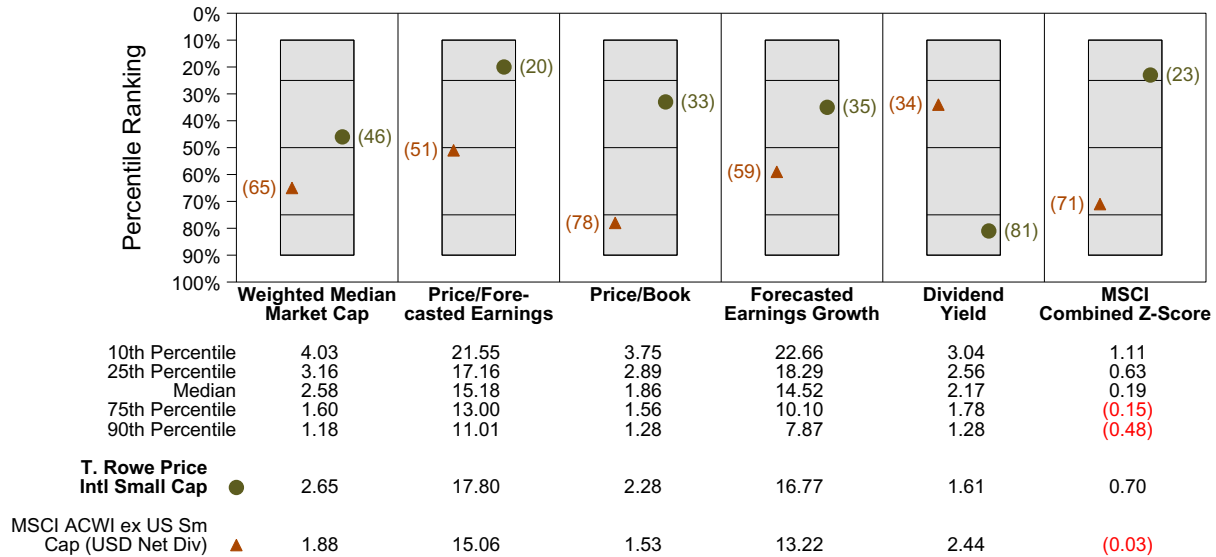 0%
10%
20%
30%
40%
50%
60%
70%
80%
90%
100%
Percentile Ranking
(46)
(65)
(20)
(51)
(33)
(78)
(35)
(59)
(34)
(81)
(23)
(71)
Weighted Median
Market Cap
Price/Fore-
casted Earnings
Price/Book
Forecasted
Earnings Growth
Dividend
Yield
MSCI
Combined Z-Score
10th Percentile 4.03 21.55 3.75 22.66 3.04 1.11
25th Percentile 3.16 17.16 2.89 18.29 2.56 0.63
Median 2.58 15.18 1.86 14.52 2.17 0.19
75th Percentile 1.60 13.00 1.56 10.10 1.78 (0.15)
90th Percentile 1.18 11.01 1.28 7.87 1.28 (0.48)
T. Rowe Price
Intl Small Cap 2.65 17.80 2.28 16.77 1.61 0.70
MSCI ACWI ex US Sm
Cap (USD Net Div) 1.88 15.06 1.53 13.22 2.44 (0.03)